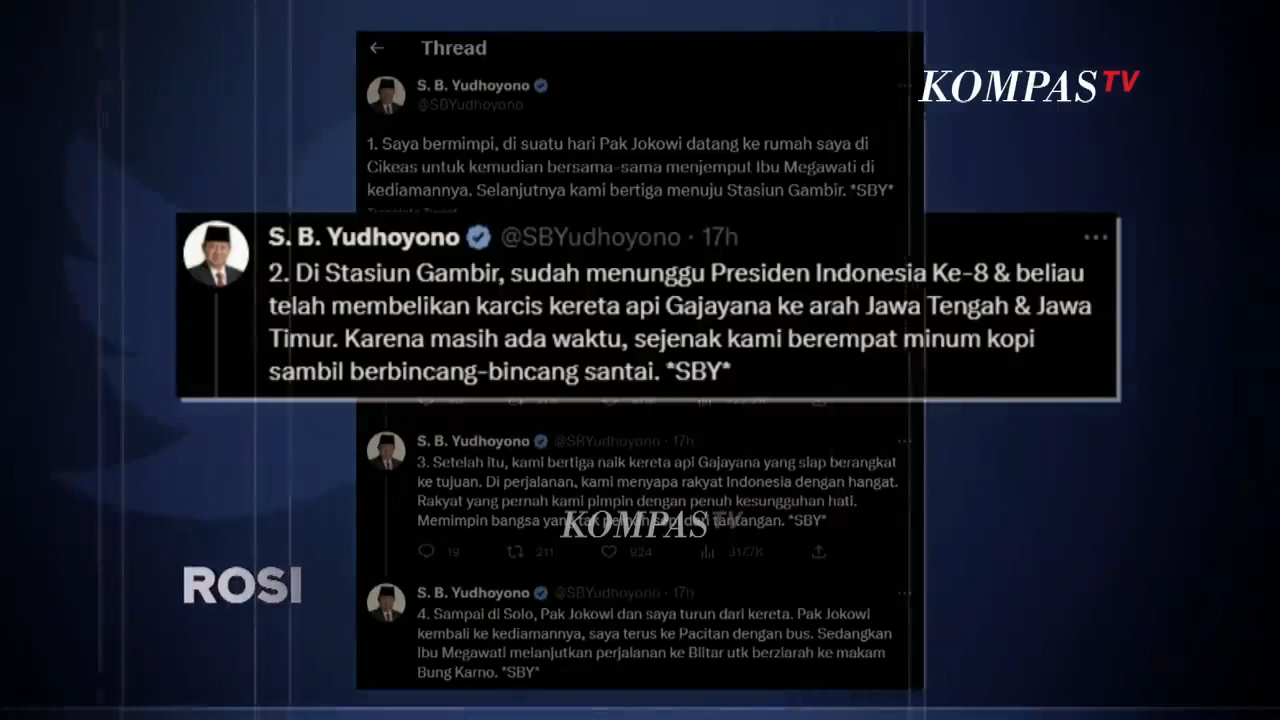 Thread
KOMPASTV
S. B. Yudhoyono
@SBYudhoyono
1. Saya bermimpi, di suatu hari Pak Jokowi datang ke rumah saya di
Cikeas untuk kemudian bersama-sama menjemput Ibu Megawati di
kediamannya. Selanjutnya kami bertiga menuju Stasiun Gambir. *SBY*
Translate Tweet
S. B. Yudhoyono @SBYudhoyono · 17h
2. Di Stasiun Gambir, sudah menunggu Presiden Indonesia Ke-8 & beliau
telah membelikan karcis kereta api Gajayana ke arah Jawa Tengah & Jawa
Timur. Karena masih ada waktu, sejenak kami berempat minum kopi
sambil berbincang-bincang santai. *SBY*
S. B. Yudhoyono @SBYudhoyono · 17h
3. Setelah itu, kami bertiga naik kereta api Gajayana yang siap berangkat
ke tujuan. Di perjalanan, kami menyapa rakyat Indonesia dengan hangat.
Rakyat yang pernah kami pimpin dengan penuh kesungguhan hati.
Memimpin bangsa yang tak dari tantangan. *SBY*
KOMPASTV
19 211 924 317.7K
ROSI
S. B. Yudhoyono @SBYudhoyono · 17h
4. Sampai di Solo, Pak Jokowi dan saya turun dari kereta. Pak Jokowi
kembali ke kediamannya, saya terus ke Pacitan dengan bus. Sedangkan
Ibu Megawati melanjutkan perjalanan ke Blitar utk berziarah ke makam
Bung Karno. *SBY*